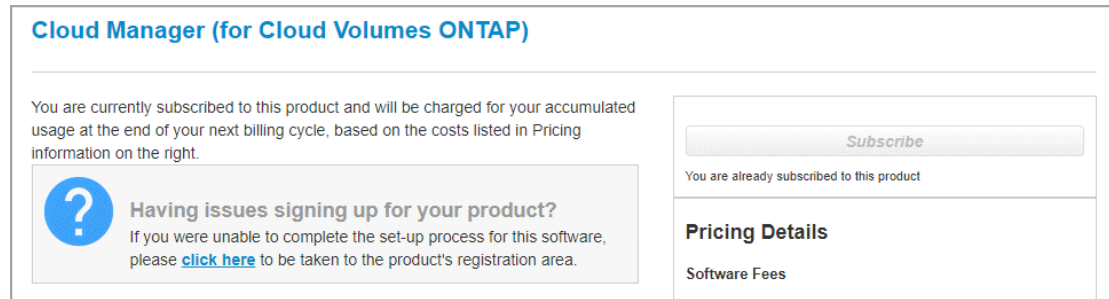 Cloud Manager (for Cloud Volumes ONTAP)
You are currently subscribed to this product and will be charged for your accumulated
usage at the end of your next billing cycle, based on the costs listed in Pricing
information on the right.
?
Having issues signing up for your product?
If you were unable to complete the set-up process for this software,
please click here to be taken to the product's registration area.
Subscribe
You are already subscribed to this product
Pricing Details
Software Fees